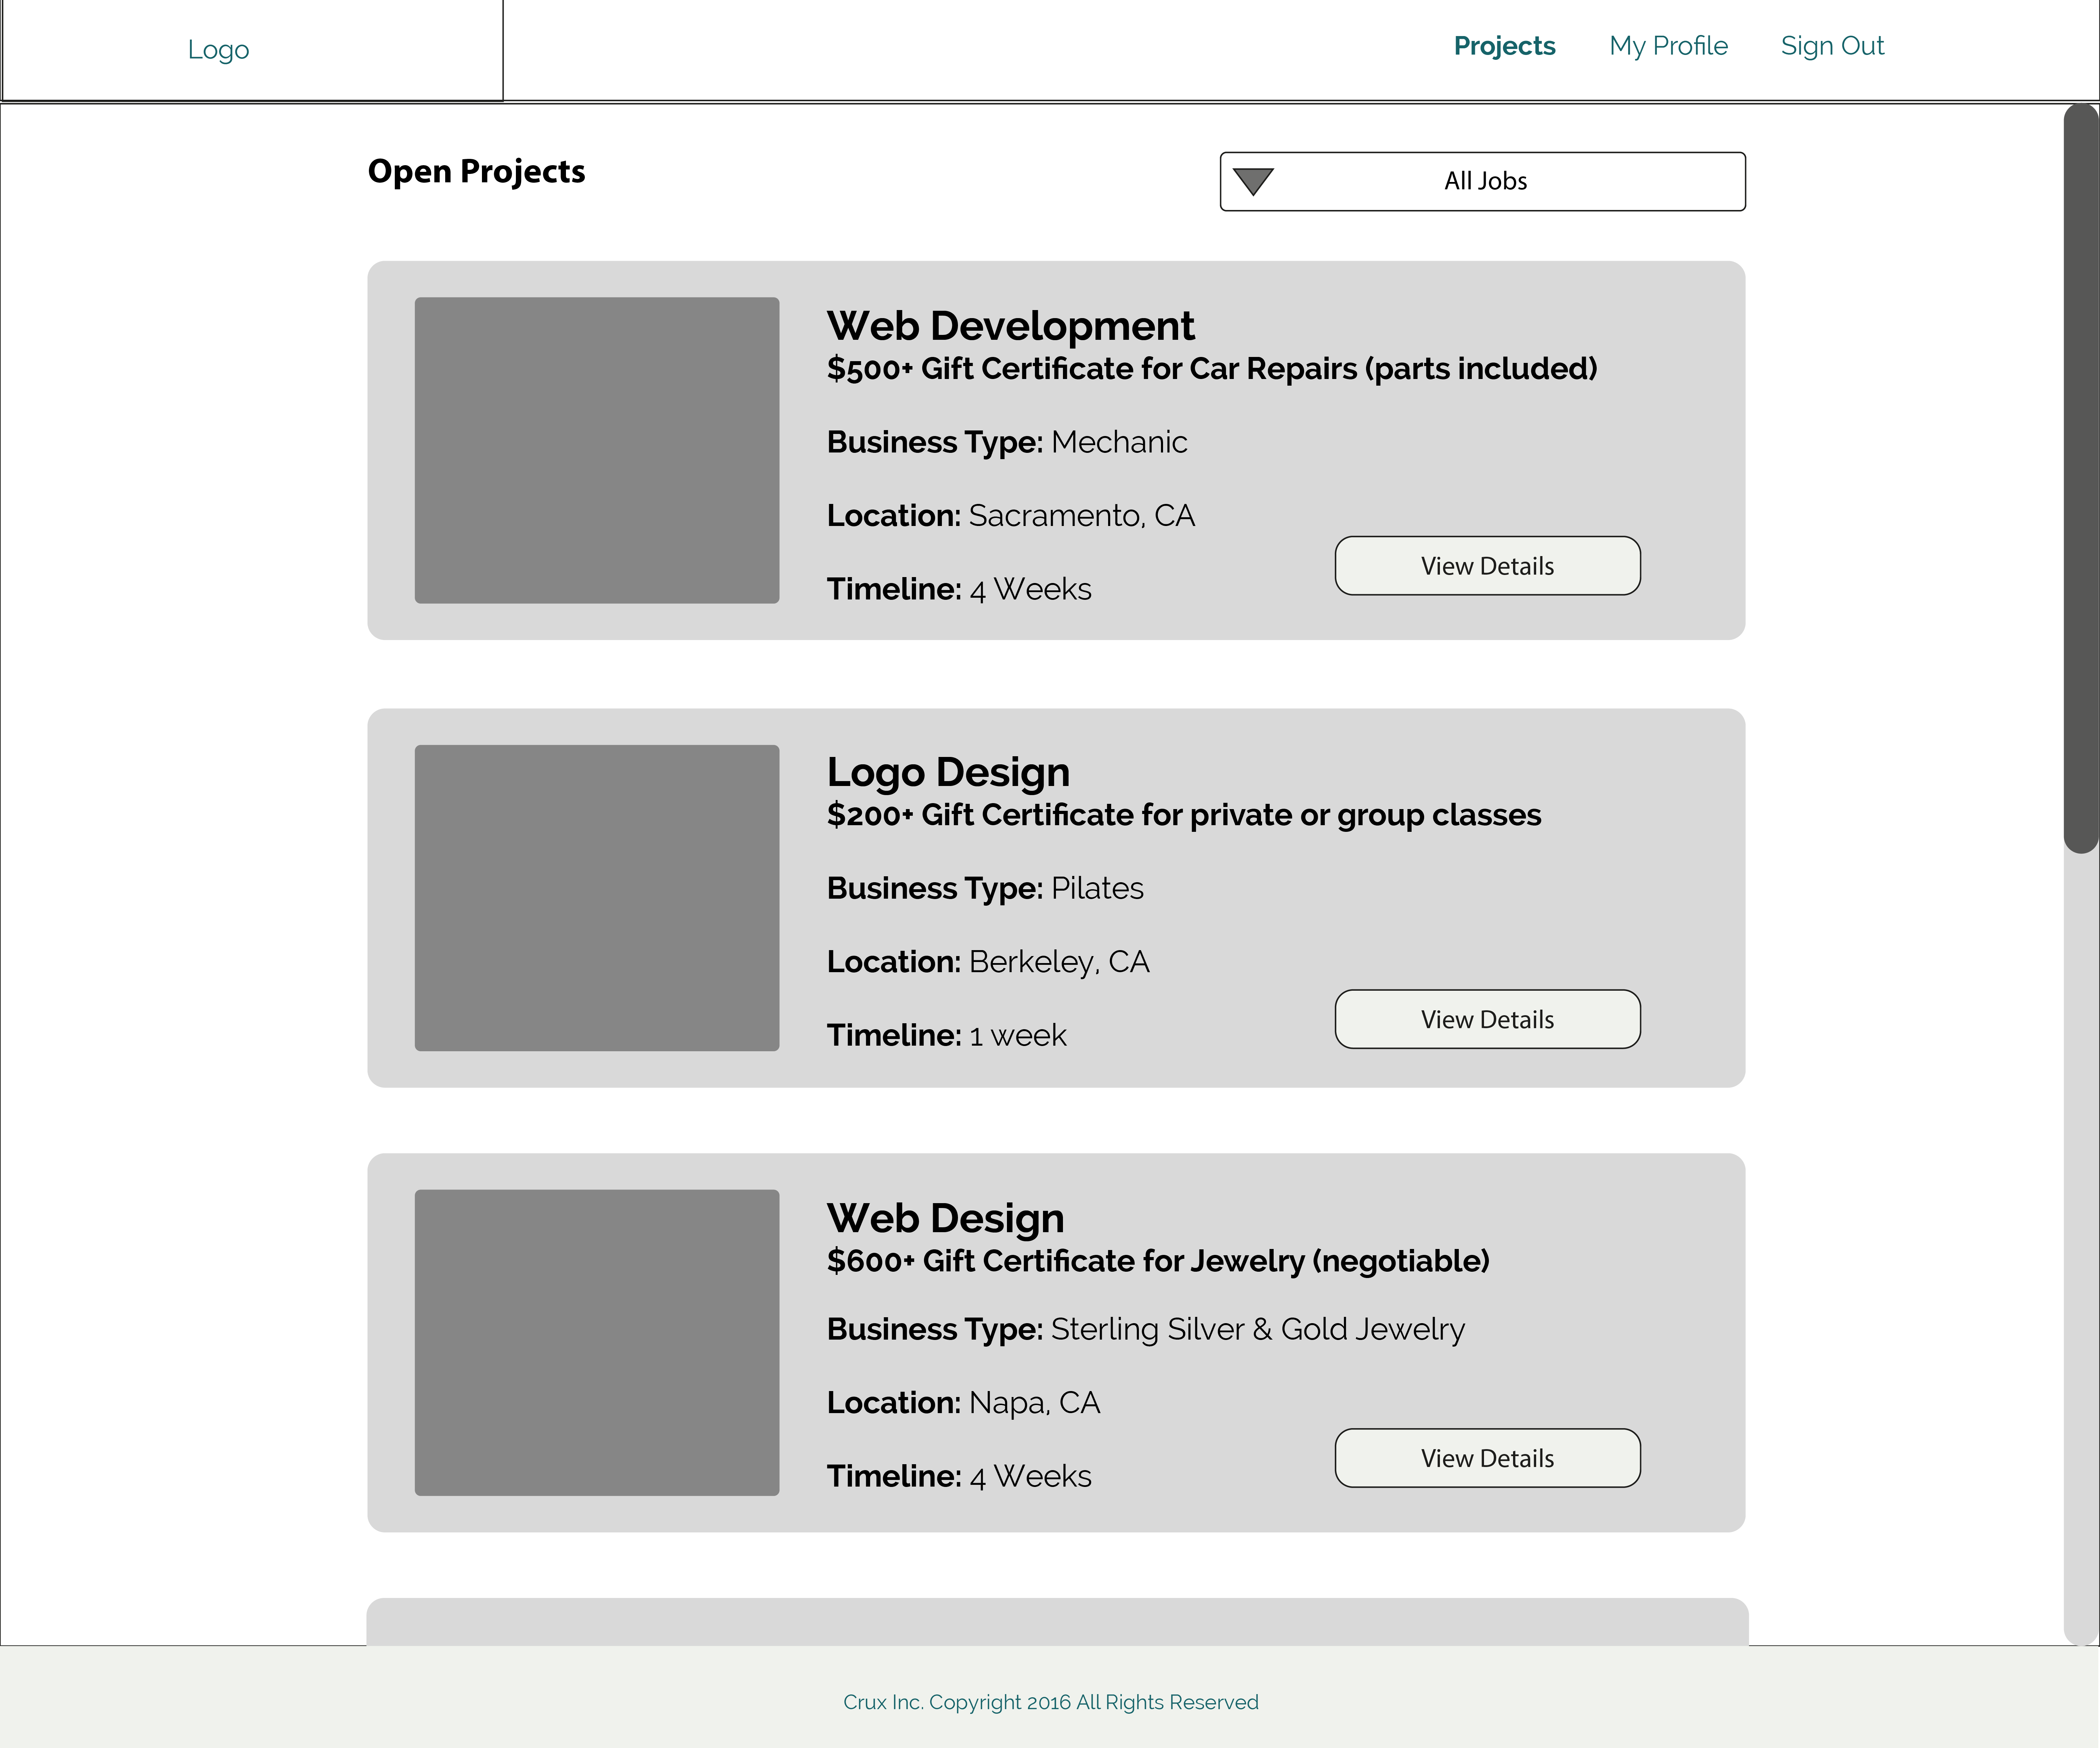 Logo
Projects My Profile Sign Out
Open Projects
All Jobs
Web Development
$500+ Gift Certificate for Car Repairs (parts included)
Business Type: Mechanic
Location: Sacramento, CA
Timeline: 4 Weeks
View Details
Logo Design
$200+ Gift Certificate for private or group classes
Business Type: Pilates
Location: Berkeley, CA
Timeline: 1 week
View Details
Web Design
$600+ Gift Certificate for Jewelry (negotiable)
Business Type: Sterling Silver & Gold Jewelry
Location: Napa, CA
Timeline: 4 Weeks
View Details
Crux Inc. Copyright 2016 All Rights Reserved